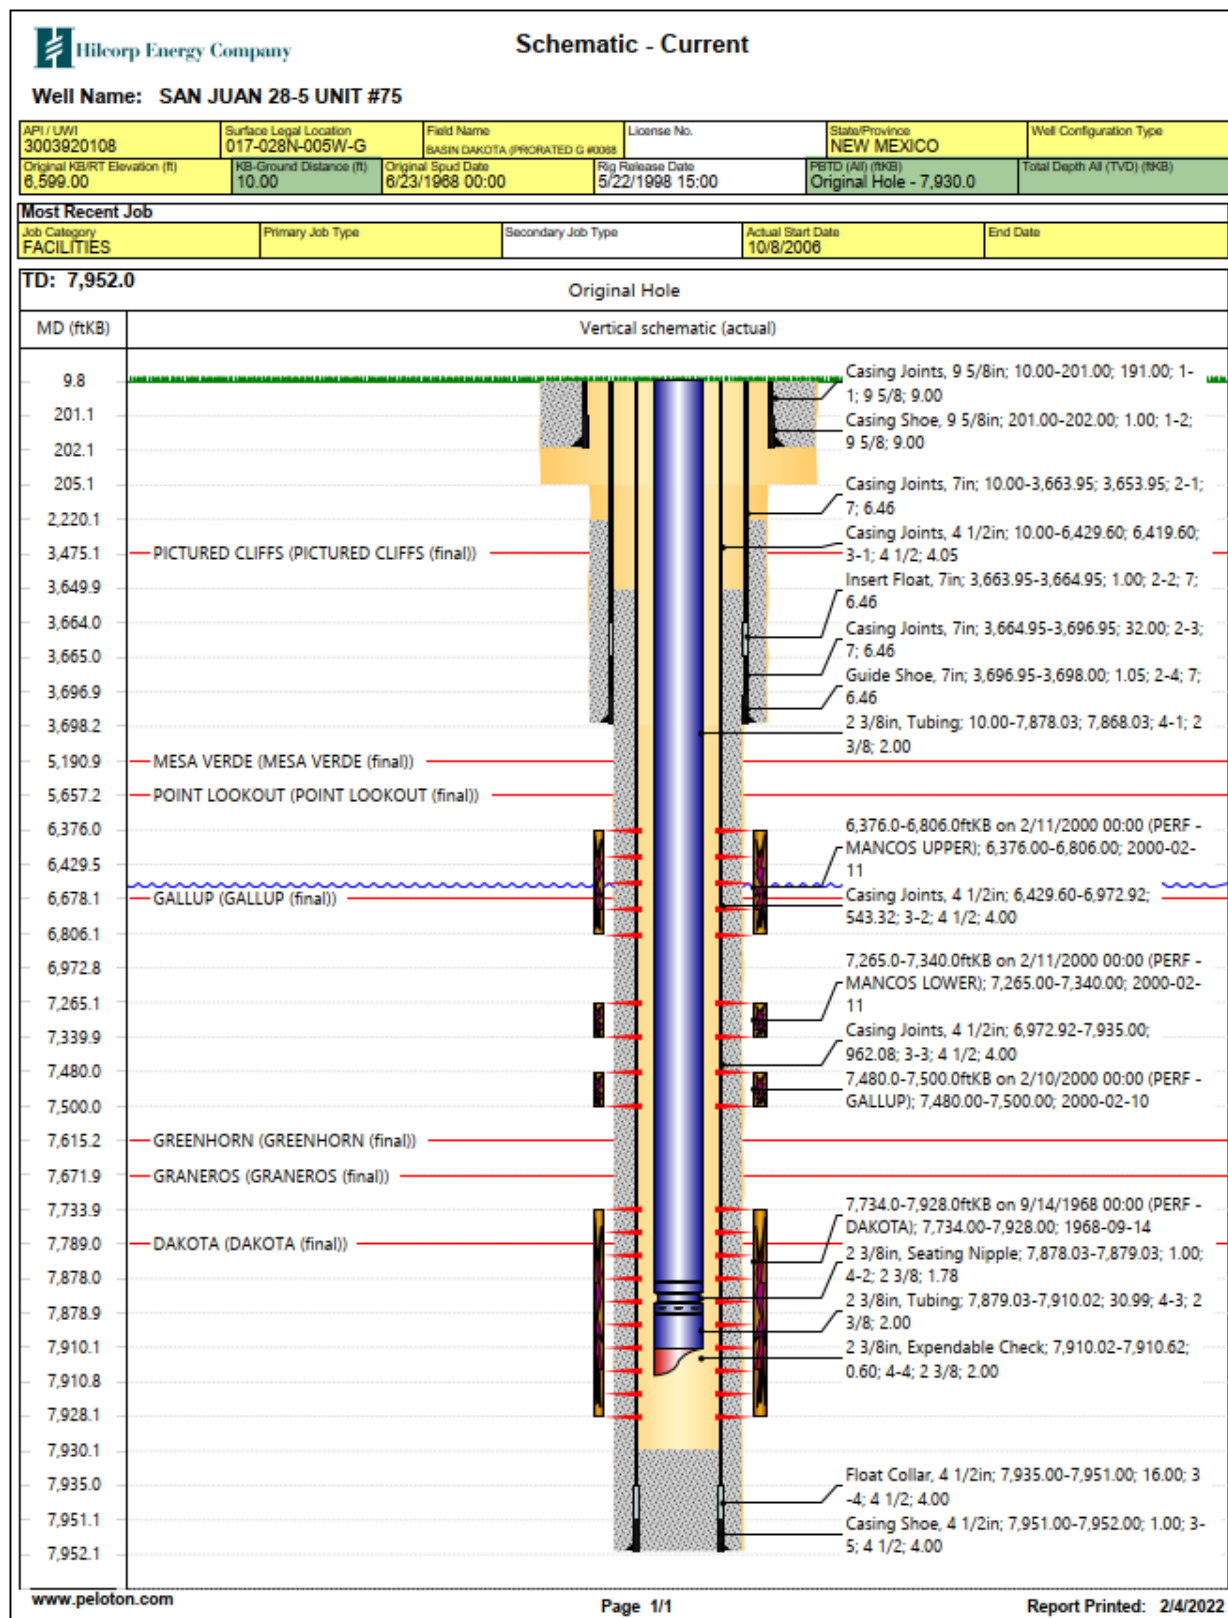 Hilcorp Energy Company
Schematic - Current
Well Name: SAN JUAN 28-5 UNIT #75
API / UWI
3003920108
Surface Legal Location
017-028N-005W-G
Field Name
BASIN DAKOTA (PRORATED G #0068
License No.
State/Province
NEW MEXICO
Well Configuration Type
Original KB/RT Elevation (ft)
6,599.00
KB-Ground Distance (ft)
10.00
Original Spud Date
6/23/1968 00:00
Rig Release Date
5/22/1998 15:00
PBTD (All) (ftKB)
Original Hole - 7,930.0
Total Depth All (TVD) (ftKB)
Most Recent Job
Job Category
FACILITIES
Primary Job Type
Secondary Job Type
Actual Start Date
10/8/2006
End Date
TD: 7,952.0
Original Hole
MD (ftKB)
Vertical schematic (actual)
9.8
201.1
202.1
205.1
2,220.1
3,475.1
3,649.9
3,664.0
3,665.0
3,696.9
3,698.2
5,190.9
5,657.2
6,376.0
6,429.5
6,678.1
6,806.1
6,972.8
7,265.1
7,339.9
7,480.0
7,500.0
7,615.2
7,671.9
7,733.9
7,789.0
7,878.0
7,878.9
7,910.1
7,910.8
7,928.1
7,930.1
7,935.0
7,951.1
7,952.1
PICTURED CLIFFS (PICTURED CLIFFS (final))
MESA VERDE (MESA VERDE (final))
POINT LOOKOUT (POINT LOOKOUT (final))
GALLUP (GALLUP (final))
GREENHORN (GREENHORN (final))
GRANEROS (GRANEROS (final))
DAKOTA (DAKOTA (final))
Casing Joints, 9 5/8in; 10.00-201.00; 191.00; 1-
1; 9 5/8; 9.00
Casing Shoe, 9 5/8in; 201.00-202.00; 1.00; 1-2;
9 5/8; 9.00
Casing Joints, 7in; 10.00-3,663.95; 3,653.95; 2-1;
7; 6.46
Casing Joints, 4 1/2in; 10.00-6,429.60; 6,419.60;
3-1; 4 1/2; 4.05
Insert Float, 7in; 3,663.95-3,664.95; 1.00; 2-2; 7;
6.46
Casing Joints, 7in; 3,664.95-3,696.95; 32.00; 2-3;
7; 6.46
Guide Shoe, 7in; 3,696.95-3,698.00; 1.05; 2-4; 7;
6.46
2 3/8in, Tubing; 10.00-7,878.03; 7,868.03; 4-1; 2
3/8; 2.00
6,376.0-6,806.0ftKB on 2/11/2000 00:00 (PERF -
MANCOS UPPER); 6,376.00-6,806.00; 2000-02-
11
Casing Joints, 4 1/2in; 6,429.60-6,972.92;
543.32; 3-2; 4 1/2; 4.00
7,265.0-7,340.0ftKB on 2/11/2000 00:00 (PERF -
MANCOS LOWER); 7,265.00-7,340.00; 2000-02-
11
Casing Joints, 4 1/2in; 6,972.92-7,935.00;
962.08; 3-3; 4 1/2; 4.00
7,480.0-7,500.0ftKB on 2/10/2000 00:00 (PERF -
GALLUP); 7,480.00-7,500.00; 2000-02-10
7,734.0-7,928.0ftKB on 9/14/1968 00:00 (PERF -
DAKOTA); 7,734.00-7,928.00; 1968-09-14
2 3/8in, Seating Nipple; 7,878.03-7,879.03; 1.00;
4-2; 2 3/8; 1.78
2 3/8in, Tubing; 7,879.03-7,910.02; 30.99; 4-3; 2
3/8; 2.00
2 3/8in, Expendable Check; 7,910.02-7,910.62;
0.60; 4-4; 2 3/8; 2.00
Float Collar, 4 1/2in; 7,935.00-7,951.00; 16.00; 3
-4; 4 1/2; 4.00
Casing Shoe, 4 1/2in; 7,951.00-7,952.00; 1.00; 3-
5; 4 1/2; 4.00
www.peloton.com
Page 1/1
Report Printed: 2/4/2022